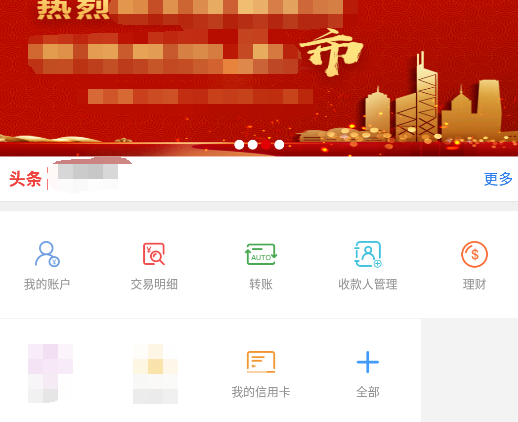 热烈
市
头条
更多
我的账户
交易明细
AUTO
转账
收款人管理
理财
我的信用卡
全部